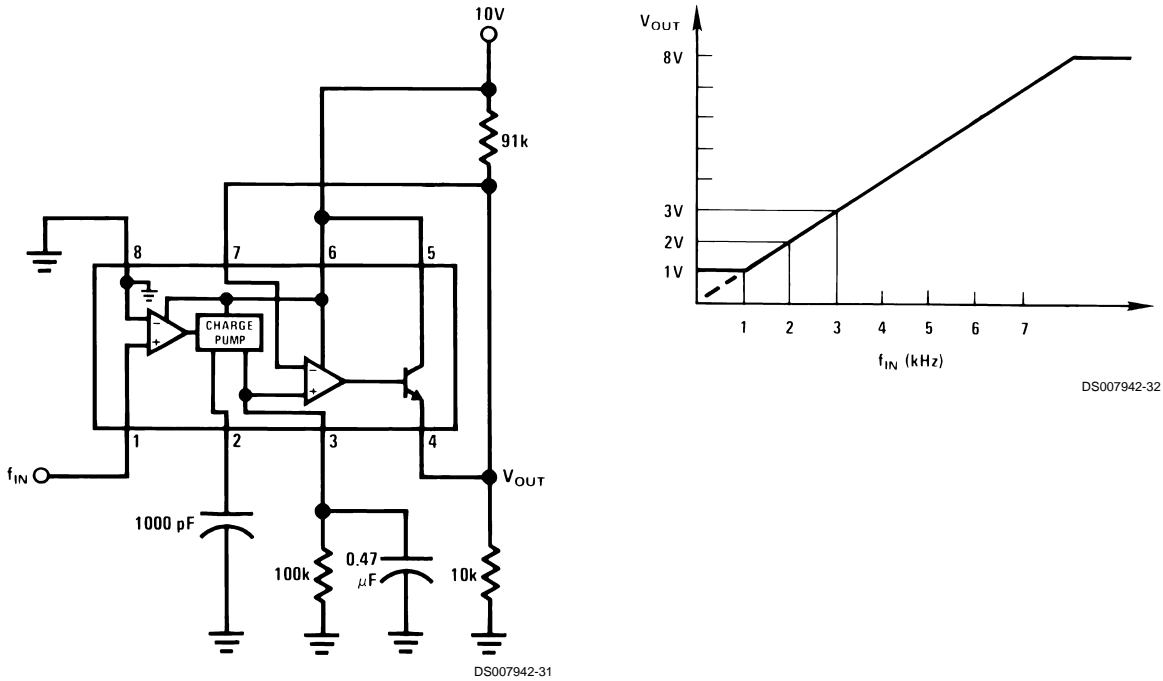 10V
91k
8
7
6
5
−
+
CHARGE
PUMP
−
+
1
2
3
4
fIN
VOUT
1000 pF
100k
0.47
μF
10k
DS007942-31
VOUT
8V
3V
2V
1V
1 2 3 4 5 6 7
fIN (kHz)
DS007942-32